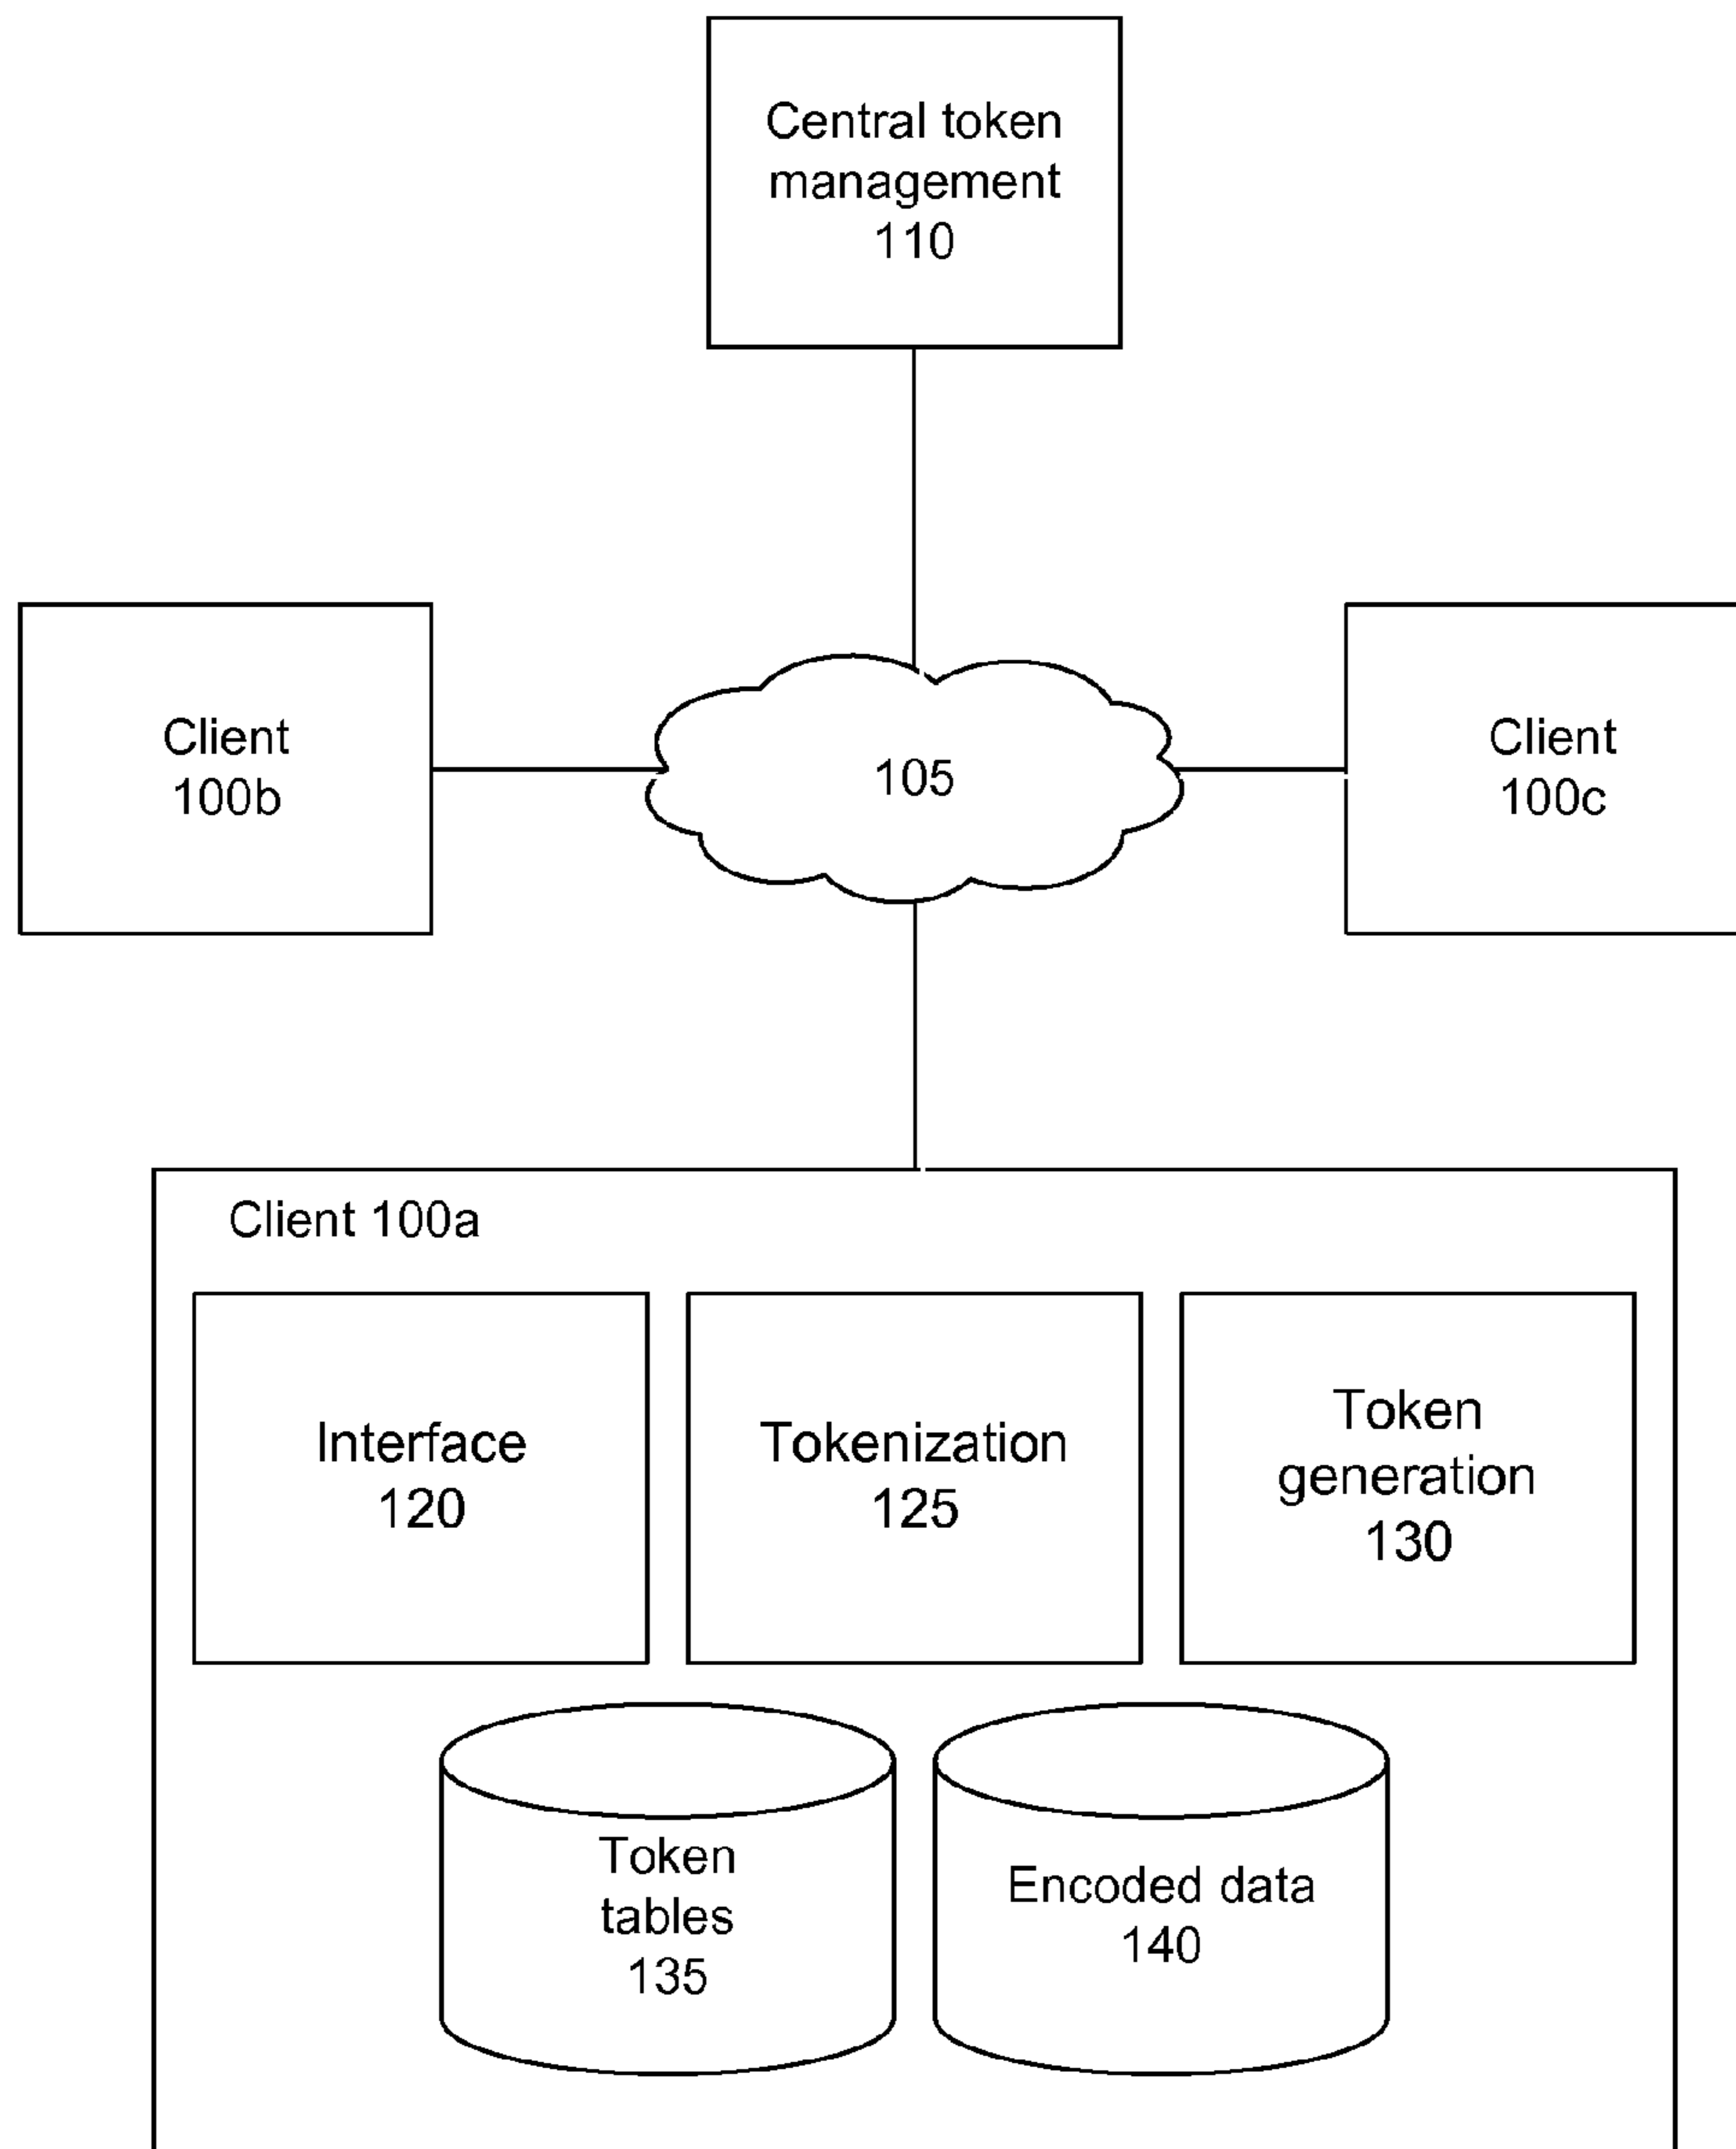 Central token
management
110
Client
100b
105
Client
100c
Client 100a
Interface
120
Tokenization
125
Token
generation
130
Token
tables
135
Encoded data
140